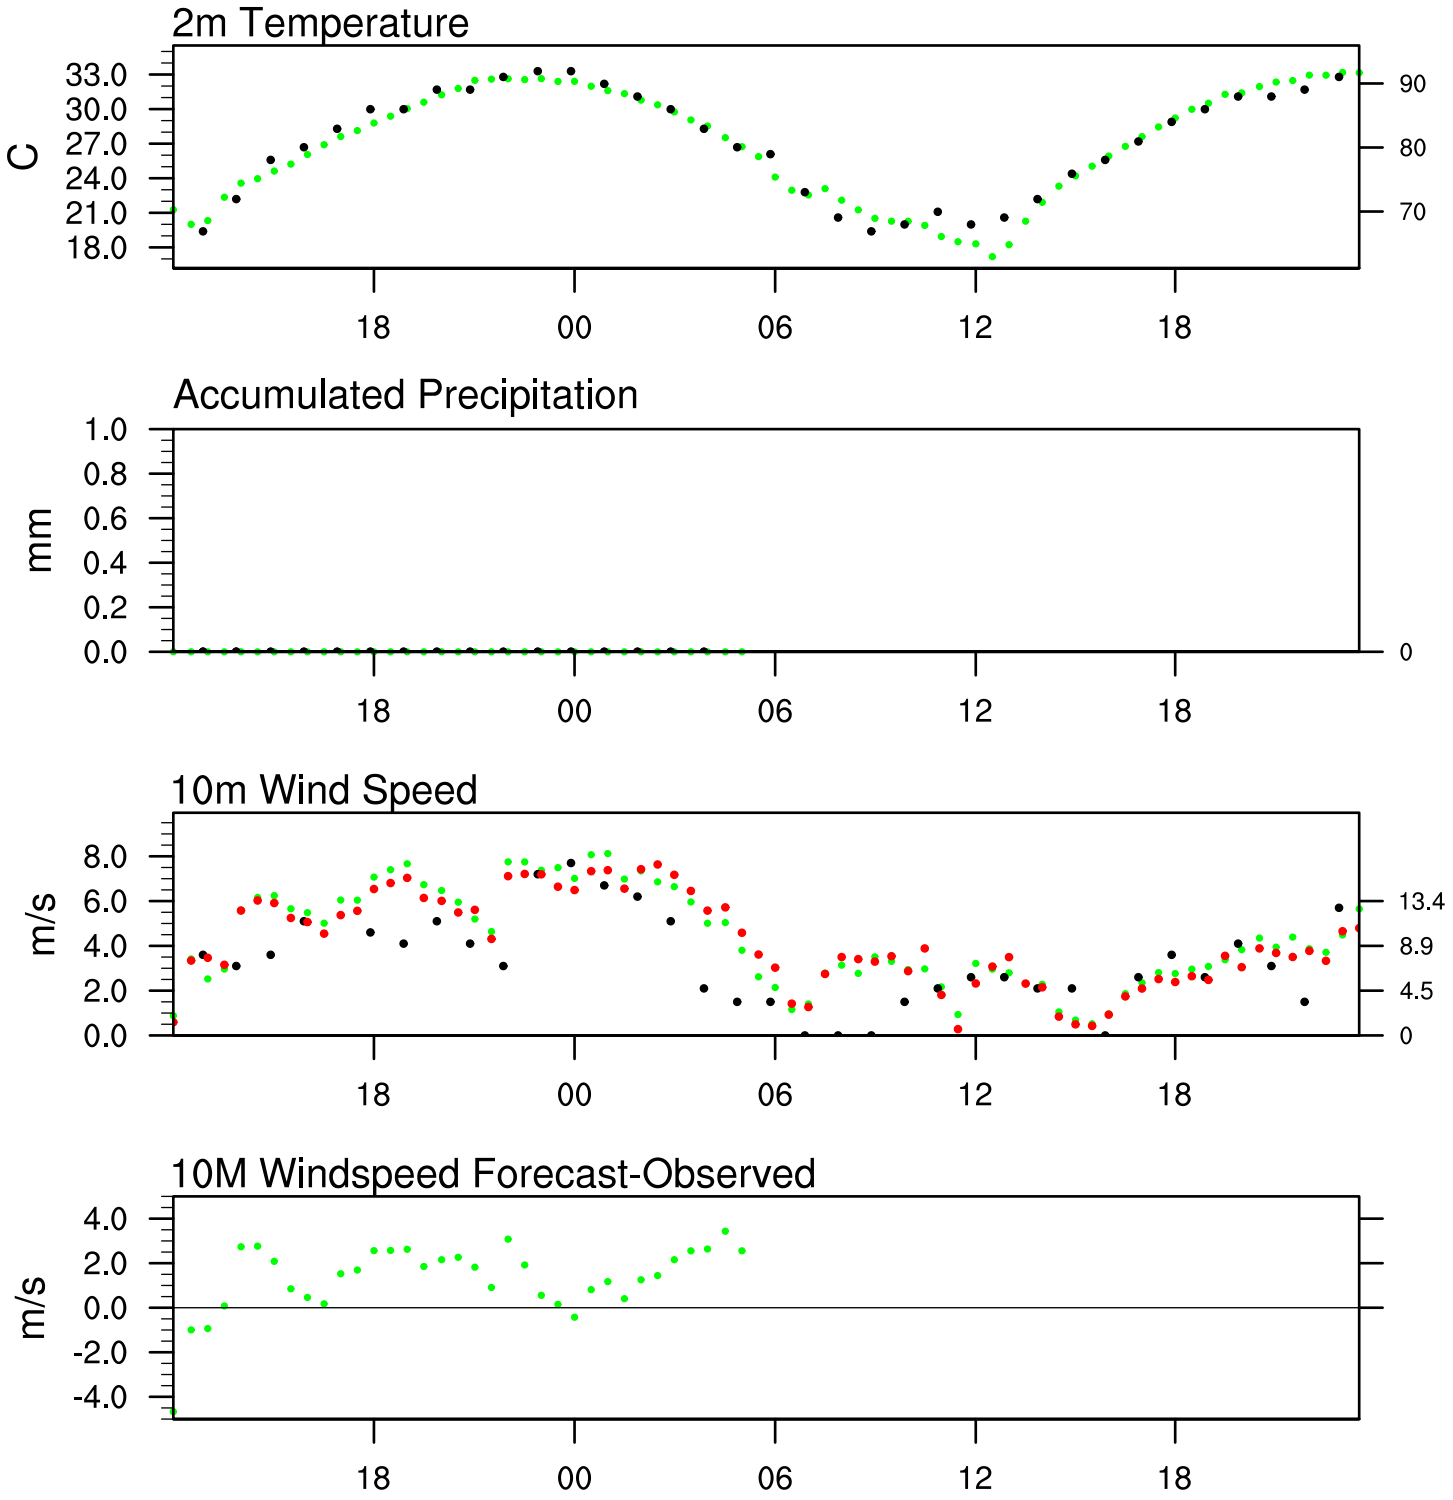 2m Temperature
33.0
30.0
27.0
24.0
21.0
18.0
C
90
80
70
18 00 06 12 18
Accumulated Precipitation
1.0
0.8
0.6
0.4
0.2
0.0
mm
0
18 00 06 12 18
10m Wind Speed
8.0
6.0
4.0
2.0
0.0
m/s
13.4
8.9
4.5
0
18 00 06 12 18
10M Windspeed Forecast-Observed
4.0
2.0
0.0
-2.0
-4.0
m/s
18 00 06 12 18